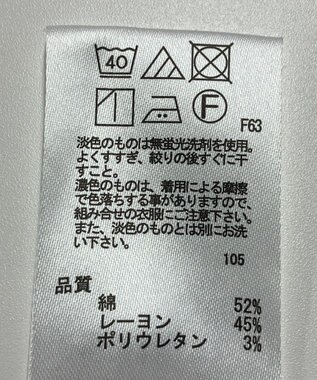 40
F
F63
淡色のものは無蛍光洗剤を使用。
よくすすぎ、絞りの後すぐに干
すこと。
濃色のものは、着用による摩擦
で色落ちする事がありますので、
組み合せの衣服にご注意下さい。
また、淡色のものとは別にお洗
い下さい。
105
品質
綿 52%
レーヨン 45%
ポリウレタン 3%